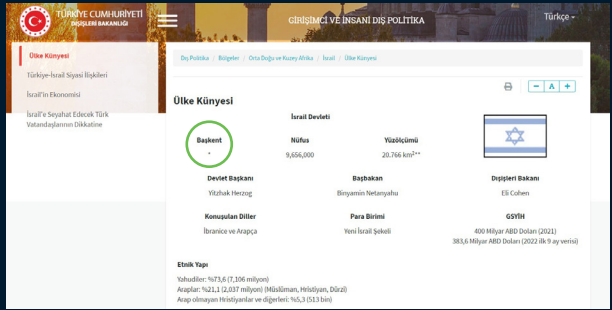 TÜRKİYE CUMHURİYETİ
DIŞİŞLERİ BAKANLIĞI
GİRİŞİMCİ VE İNSANİ DIŞ POLİTİKA
Türkçe
Ülke Künyesi
Türkiye-İsrail Siyasi İlişkileri
İsrail'in Ekonomisi
İsrail'e Seyahat Edecek Türk
Vatandaşlarının Dikkatine
Dış Politika / Bölgeler / Orta Doğu ve Kuzey Afrika / İsrail / Ülke Künyesi
- A +
Ülke Künyesi
İsrail Devleti
Başkent Nüfus Yüzölçümü
* 9,656,000 20.766 km²**
Devlet Başkanı Başbakan Dışişleri Bakanı
Yitzhak Herzog Binyamin Netanyahu Eli Cohen
Konuşulan Diller Para Birimi GSYİH
İbranice ve Arapça Yeni İsrail Şekeli 400 Milyar ABD Doları (2021)
383,6 Milyar ABD Doları (2022 ilk 9 ay verisi)
Etnik Yapı
Yahudiler: %73,6 (7,106 milyon)
Araplar: %21,1 (2,037 milyon) (Müslüman, Hristiyan, Dürzî)
Arap olmayan Hristiyanlar ve diğerleri: %5,3 (513 bin)